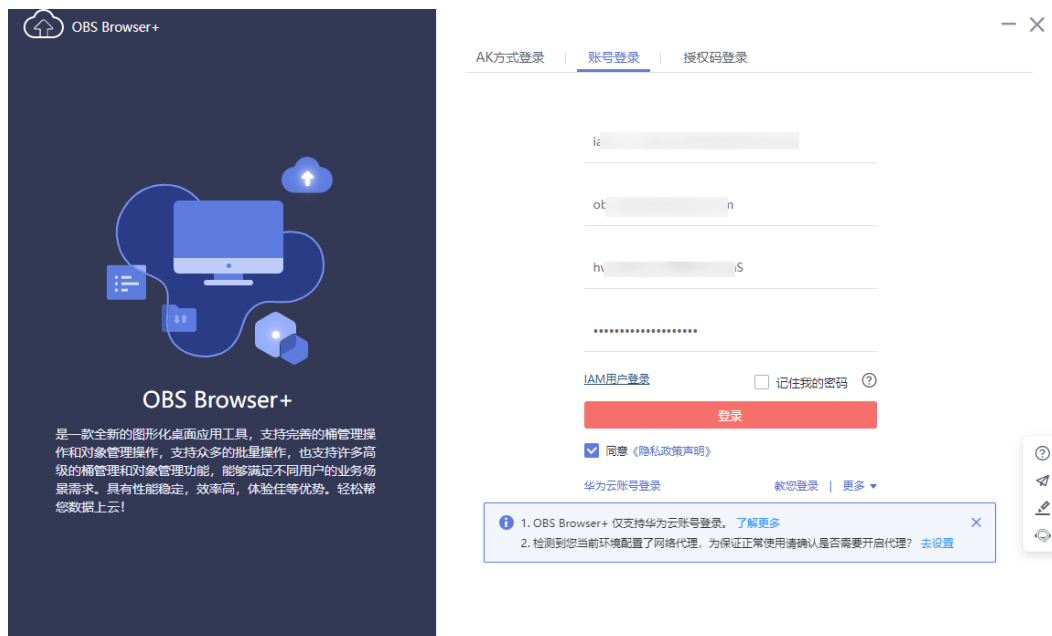 OBS Browser+
AK方式登录
账号登录
授权码登录
IAM用户登录
记住我的密码
登录
同意《隐私政策声明》
华为云账号登录
教您登录 | 更多
1. OBS Browser+ 仅支持华为云账号登录。 了解更多
2. 检测到您当前环境配置了网络代理，为保证正常使用请确认是否需要开启代理？ 去设置
OBS Browser+
是一款全新的图形化桌面应用工具，支持完善的桶管理操
作和对象管理操作，支持众多的批量操作，也支持许多高
级的桶管理和对象管理功能，能够满足不同用户的业务场
景需求。具有性能稳定，效率高，体验佳等优势。轻松帮
您数据上云！